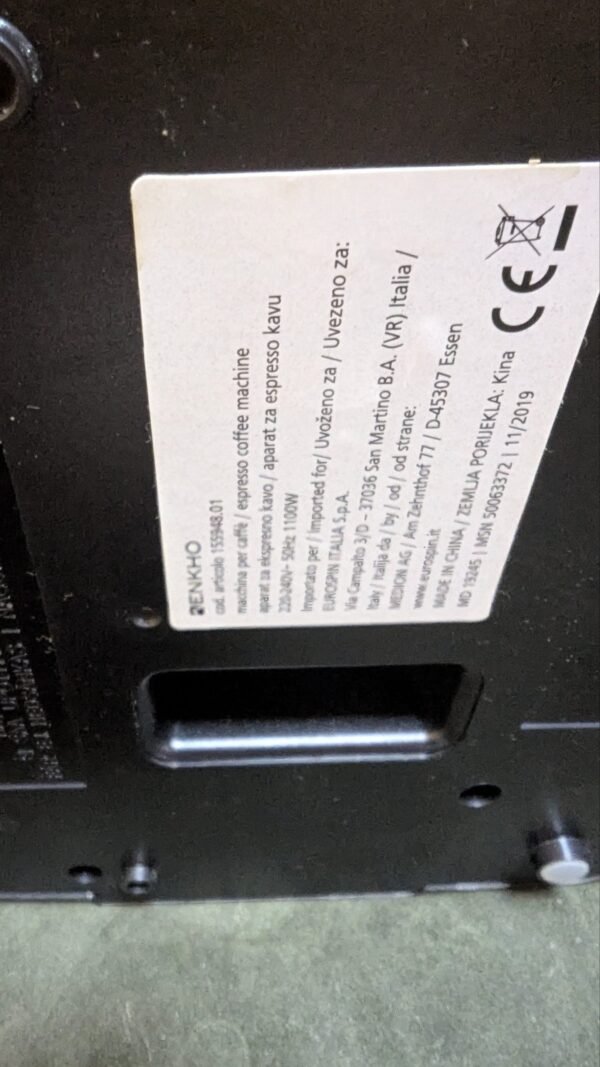 ENKHO
cod. articolo 155948.01
macchina per caffè / espresso coffee machine
aparat za ekspresno kavo / aparat za espresso kavu
220-240V~ 50Hz 1100W
Importato per / Imported for/ Uvoženo za / Uvezeno za:
EUROSPIN ITALIA S.p.A.
Via Campalto 3/D – 37036 San Martino B.A. (VR) Italia /
Italy / Italija da / by / od / od strane:
MEDION AG / Am Zehnthof 77 / D-45307 Essen
www.eurospin.it
MADE IN CHINA / ZEMLJA PORIJEKLA: Kina
MD 19245 | MSN 50063372 | 11/2019
CE